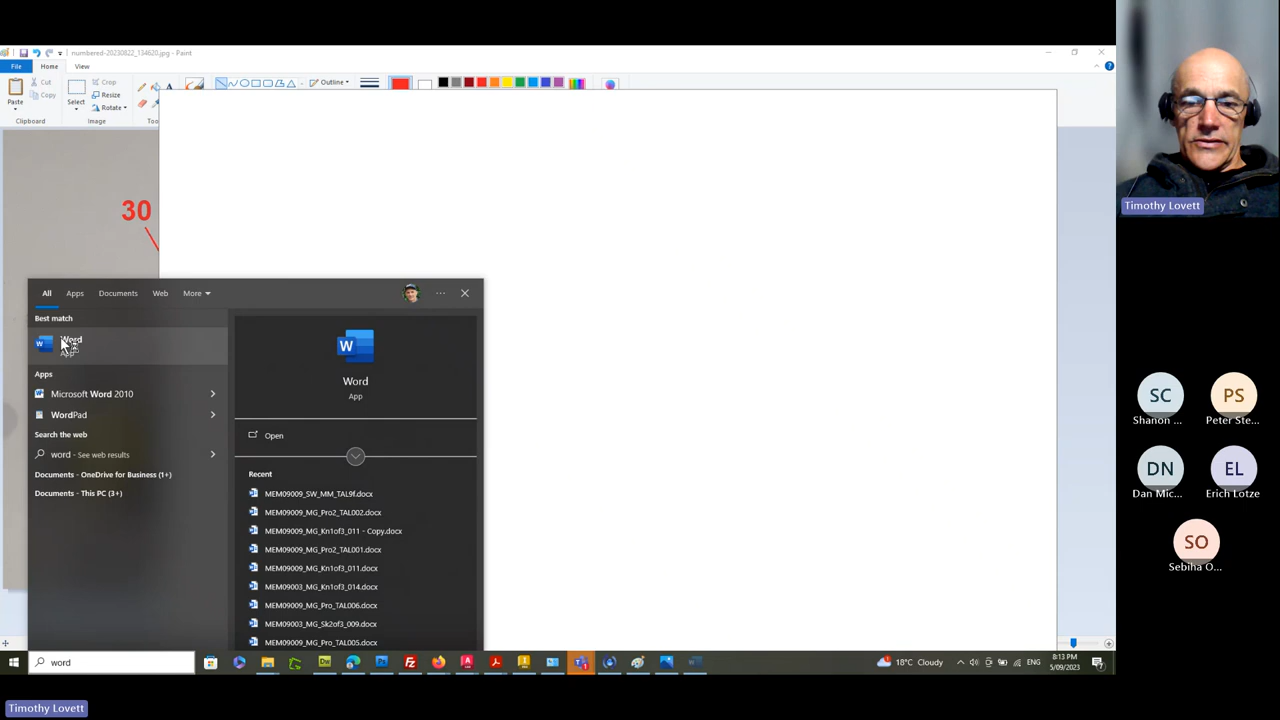 numbered-20230822_134620.jpg - Paint
File Home View
Paste
Cut
Copy
Clipboard
Select
Crop
Resize
Rotate
Image
Outline
30
All Apps Documents Web More
Best match
Word
App
Apps
Microsoft Word 2010
WordPad
Search the web
word - See web results
Documents - OneDrive for Business (1+)
Documents - This PC (3+)
W
Word
App
Open
Recent
MEM09009_SW_MM_TAL9f.docx
MEM09009_MG_Pro2_TAL002.docx
MEM09009_MG_Kn1of3_011 - Copy.docx
MEM09009_MG_Pro2_TAL001.docx
MEM09009_MG_Kn1of3_011.docx
MEM09003_MG_Kn1of3_014.docx
MEM09009_MG_Pro_TAL006.docx
MEM09003_MG_Sk2of3_009.docx
MEM09009_MG_Pro_TAL005.docx
word
18°C Cloudy
ENG
8:13 PM
5/09/2023
Timothy Lovett
SC
Shanon ...
PS
Peter Ste...
DN
Dan Mic...
EL
Erich Lotze
SO
Sebiha O...
Timothy Lovett